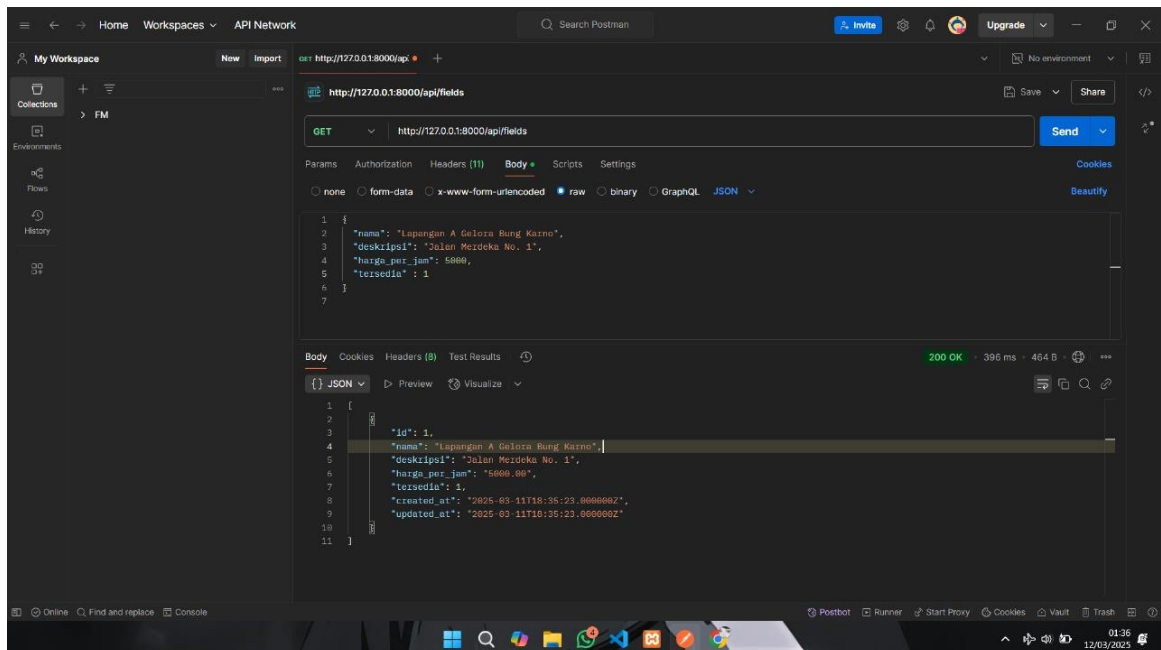 Home Workspaces API Network Search Postman Invite Upgrade
My Workspace New Import GET http://127.0.0.1:8000/api No environment
Collections
Environments
Flows
History
FM
HTTP http://127.0.0.1:8000/api/fields Save Share
GET http://127.0.0.1:8000/api/fields Send
Params Authorization Headers (11) Body Scripts Settings Cookies
none form-data x-www-form-urlencoded raw binary GraphQL JSON Beautify
1 {
2 "nama": "Lapangan A Gelora Bung Karno",
3 "deskripsi": "Jalan Merdeka No. 1",
4 "harga_per_jam": 5000,
5 "tersedia" : 1
6 }
7
Body Cookies Headers (8) Test Results 200 OK 396 ms 464 B
{} JSON Preview Visualize
1 [
2 {
3 "id": 1,
4 "nama": "Lapangan A Gelora Bung Karno",
5 "deskripsi": "Jalan Merdeka No. 1",
6 "harga_per_jam": "5000.00",
7 "tersedia": 1,
8 "created_at": "2025-03-11T18:35:23.000000Z",
9 "updated_at": "2025-03-11T18:35:23.000000Z"
10 }
11 ]
Online Find and replace Console Postbot Runner Start Proxy Cookies Vault Trash
01:36
12/03/2025